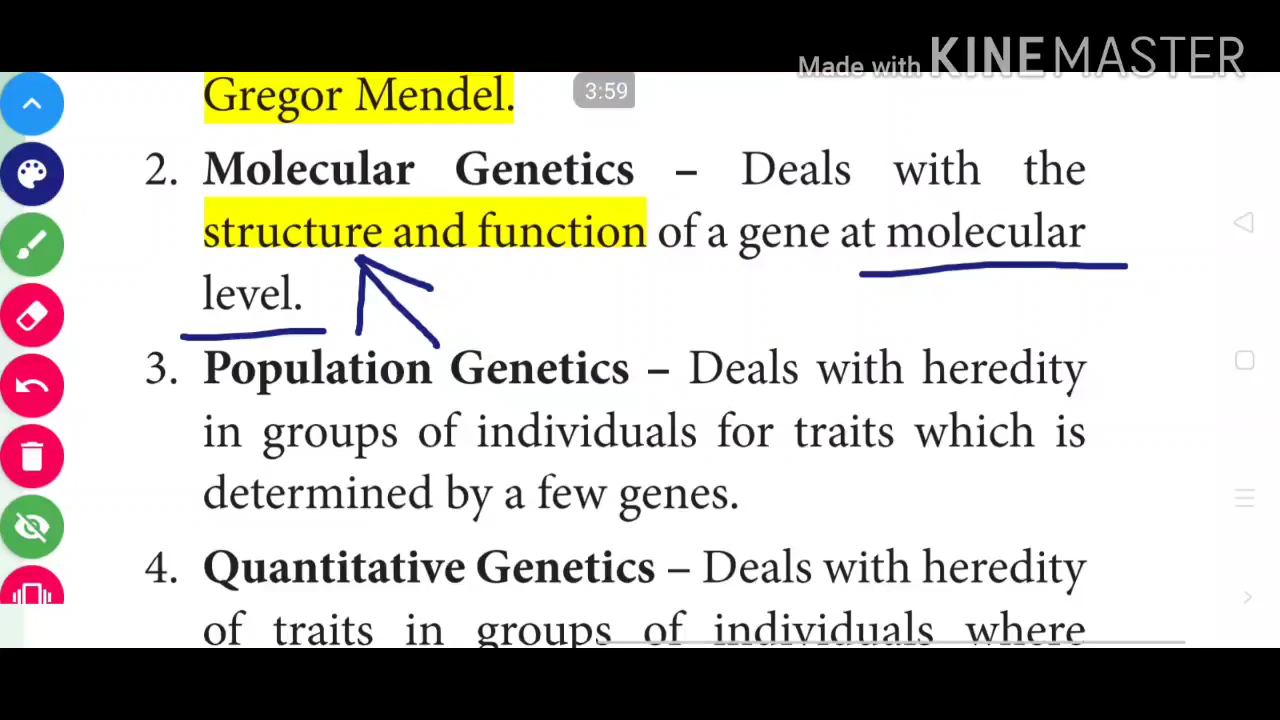 Made with KINEMASTER
Gregor Mendel.
3:59
2. Molecular Genetics – Deals with the
structure and function of a gene at molecular
level.
3. Population Genetics – Deals with heredity
in groups of individuals for traits which is
determined by a few genes.
4. Quantitative Genetics – Deals with heredity
of traits in groups of individuals where